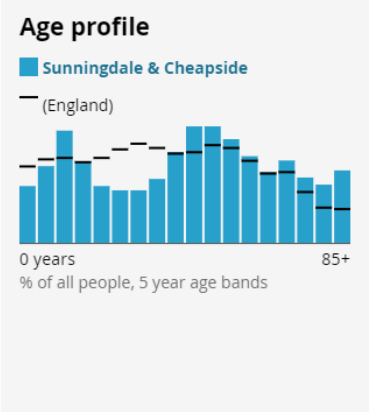 Age profile
Sunningdale & Cheapside
(England)
0 years 85+
% of all people, 5 year age bands